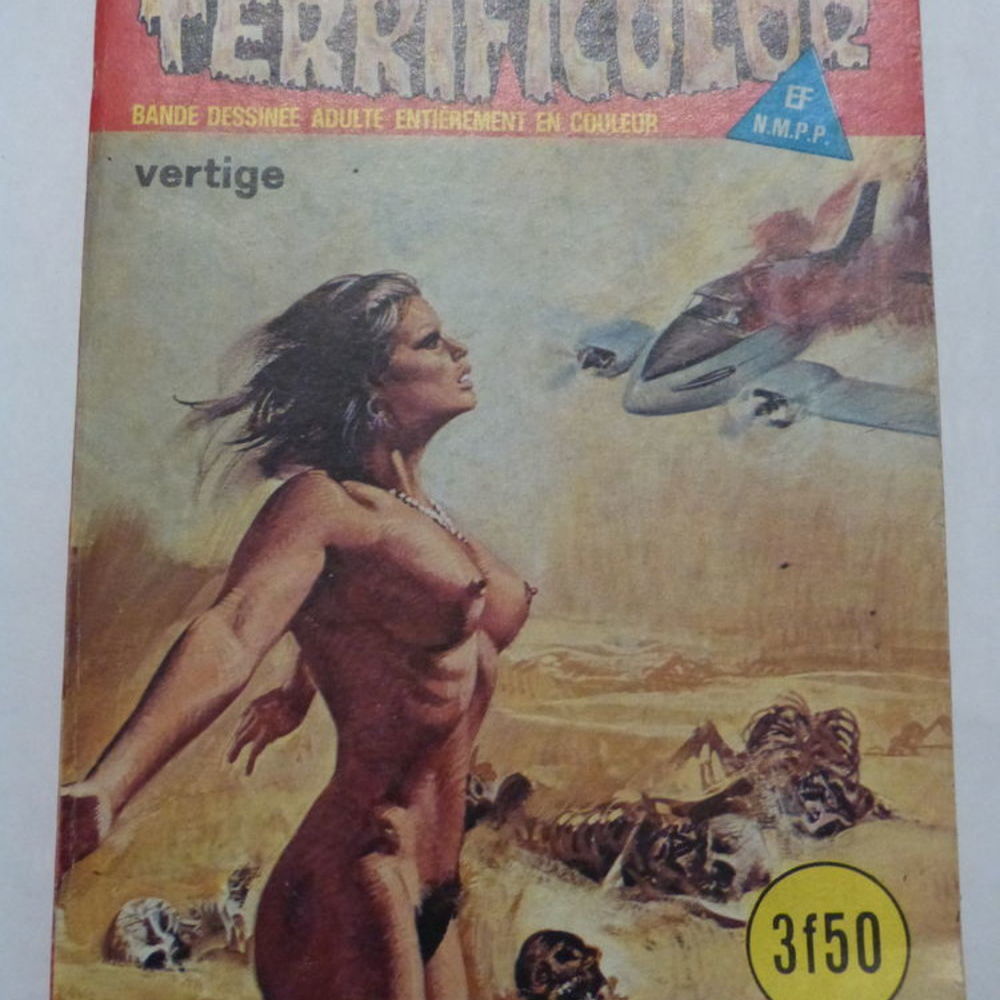 TERRIFICOLOR
BANDE DESSINÉE ADULTE ENTIÈREMENT EN COULEUR
EF
N.M.P.P.
vertige
3f50